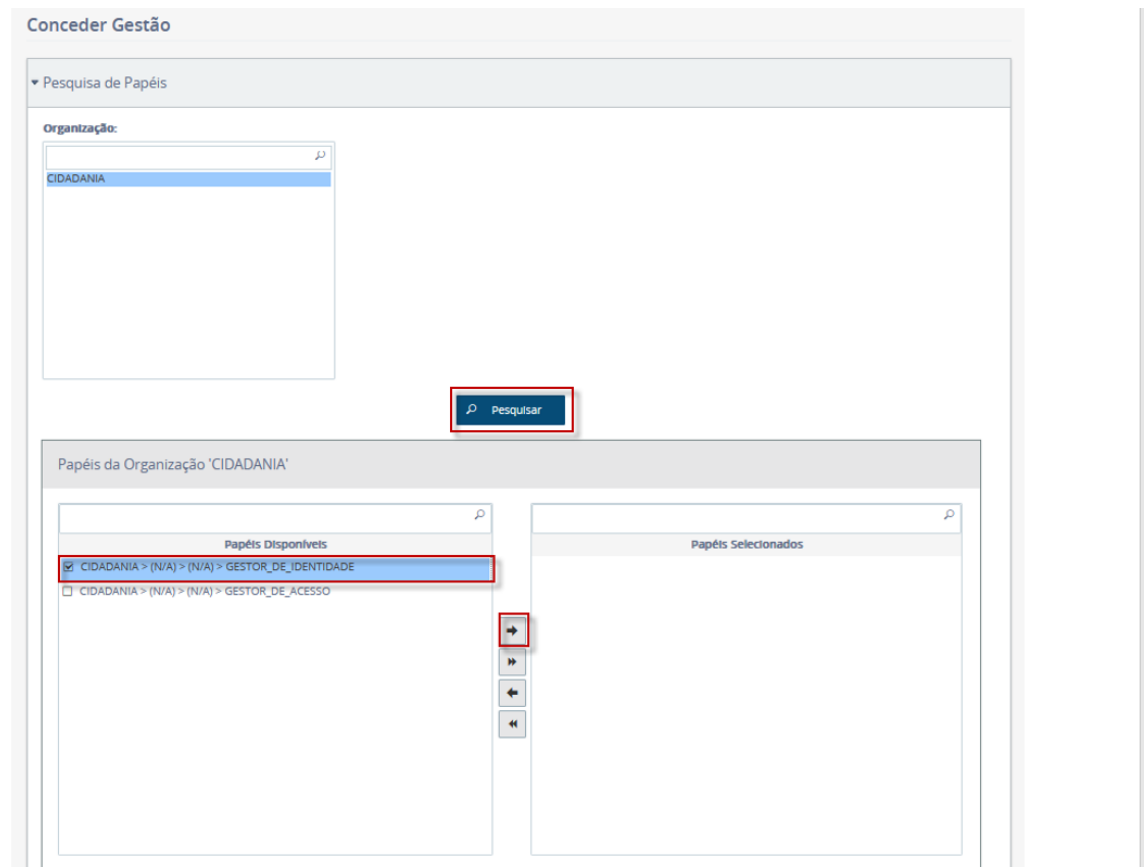 Conceder Gestão
Pesquisa de Papéis
Organização:
CIDADANIA
Pesquisar
Papéis da Organização 'CIDADANIA'
Papéis Disponíveis
Papéis Selecionados
CIDADANIA > (N/A) > (N/A) > GESTOR_DE_IDENTIDADE
CIDADANIA > (N/A) > (N/A) > GESTOR_DE_ACESSO